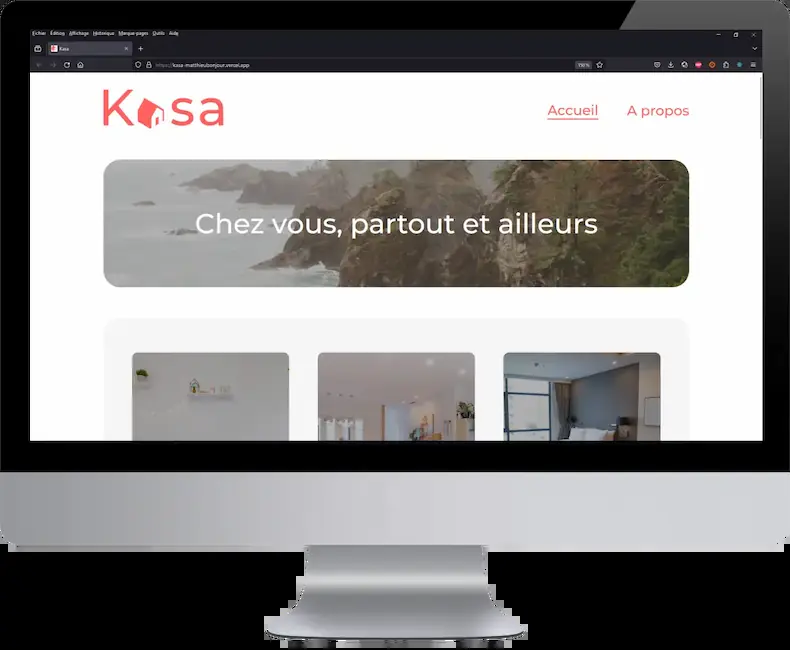 Fichier Édition Affichage Historique Marque-pages Outils Aide
Kasa
https://kasa-matthieubonjour.vercel.app
Kasa
Accueil A propos
Chez vous, partout et ailleurs